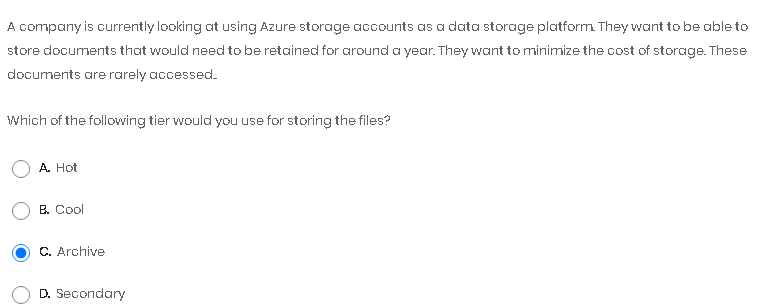 A company is currently looking at using Azure storage accounts as a data storage platform. They want to be able to
store documents that would need to be retained for around a year. They want to minimize the cost of storage. These
documents are rarely accessed.
Which of the following tier would you use for storing the files?
A. Hot
B. Cool
C. Archive
D. Secondary